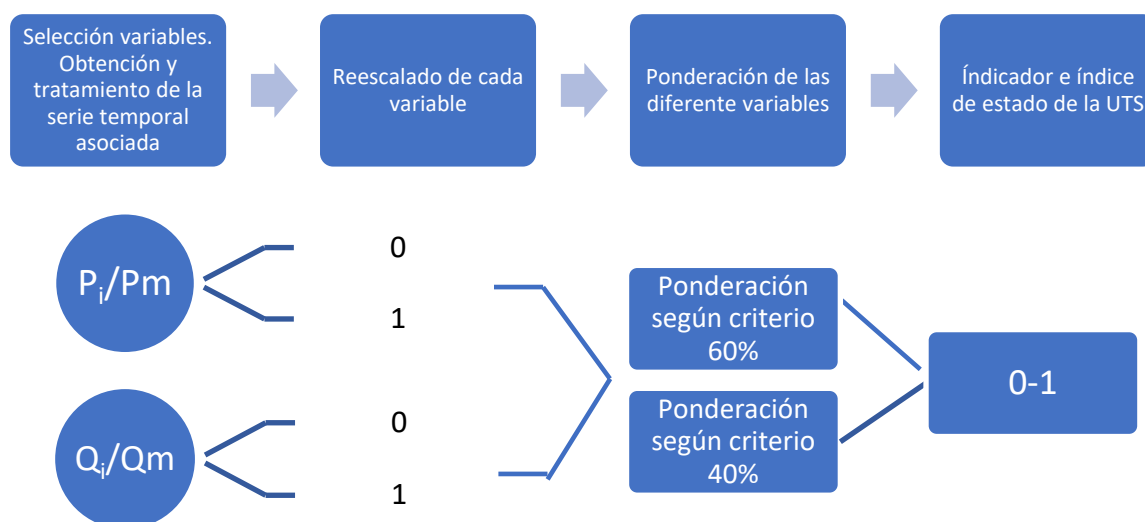 Selección variables.
Obtención y
tratamiento de la
serie temporal
asociada
Reescalado de cada
variable
Ponderación de las
diferente variables
Índicador e índice
de estado de la UTS
Pi/Pm
0
1
Qi/Qm
0
1
Ponderación
según criterio
60%
Ponderación
según criterio
40%
0-1